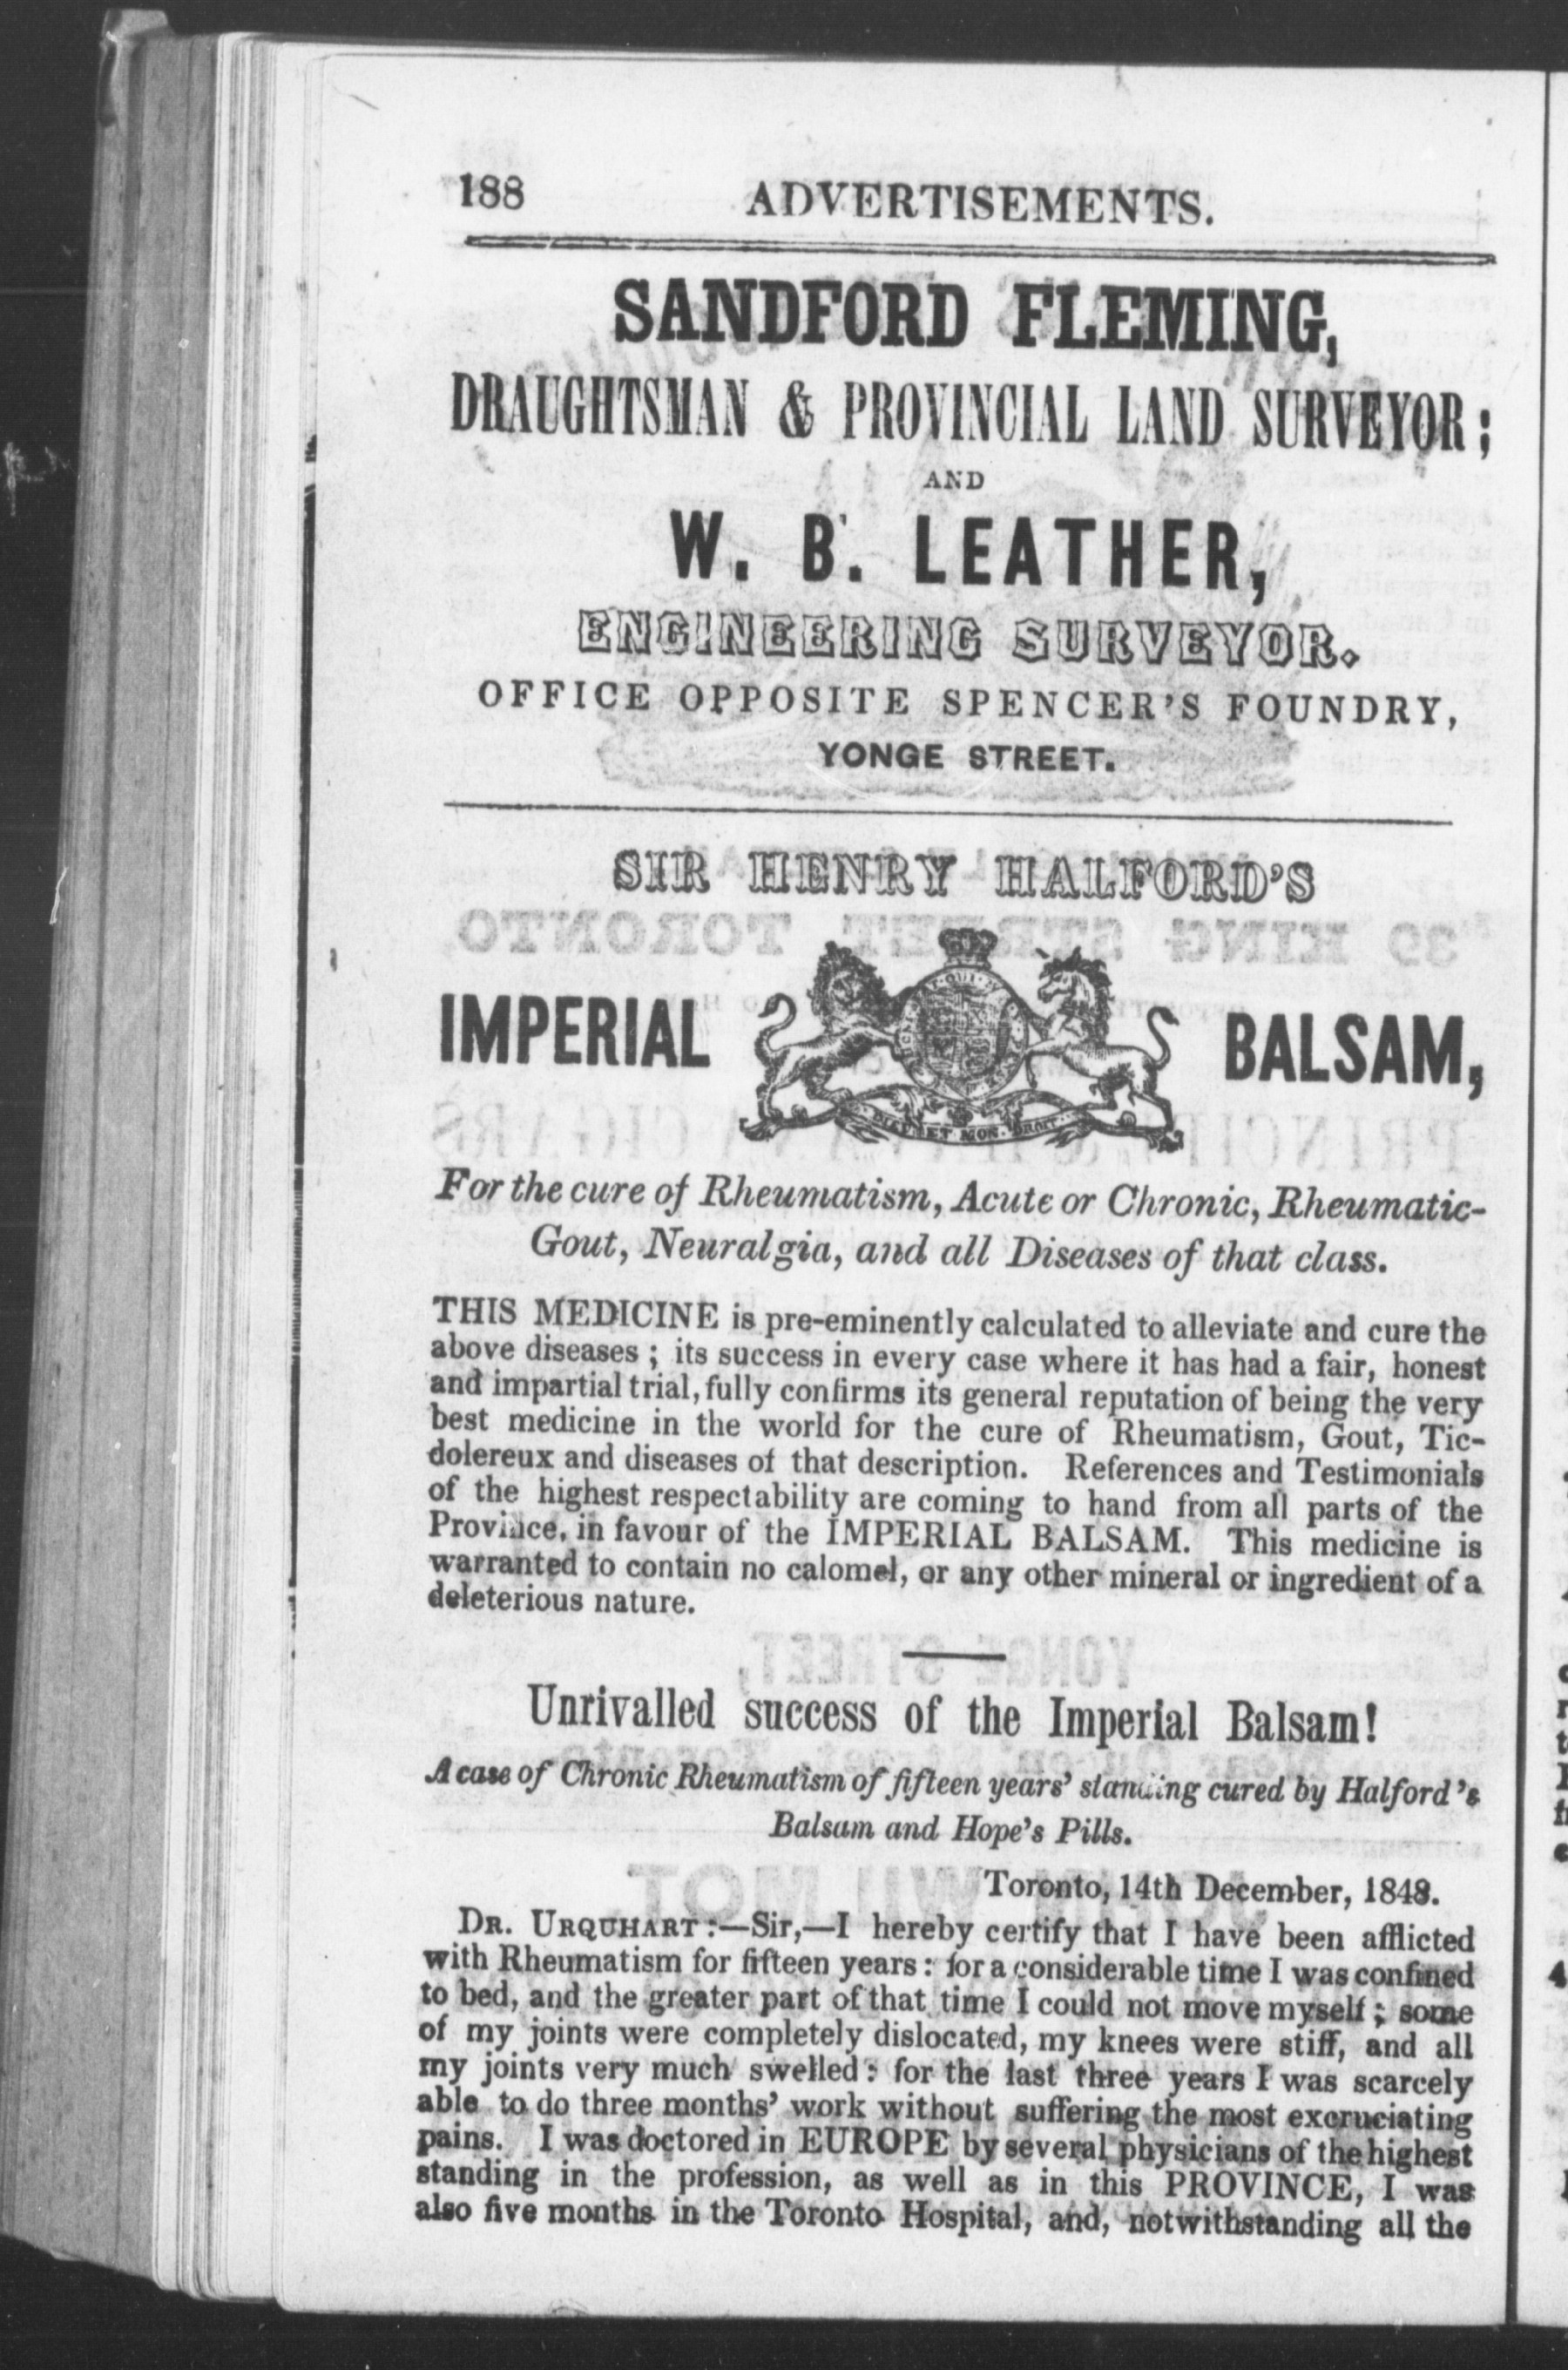 188
ADVERTISEMENTS.
SANDFORD FLEMING,
DRAUGHTSMAN & PROVINCIAL LAND SURVEYOR;
AND
W. B. LEATHER,
ENGINEERING SURVEYOR.
OFFICE OPPOSITE SPENCER'S FOUNDRY,
YONGE STREET.
SIR HENRY HALFORD'S
IMPERIAL BALSAM,
DIEU ET MON DROIT
For the cure of Rheumatism, Acute or Chronic, Rheumatic-
Gout, Neuralgia, and all Diseases of that class.
THIS MEDICINE is pre-eminently calculated to alleviate and cure the
above diseases; its success in every case where it has had a fair, honest
and impartial trial, fully confirms its general reputation of being the very
best medicine in the world for the cure of Rheumatism, Gout, Tic-
dolereux and diseases of that description. References and Testimonials
of the highest respectability are coming to hand from all parts of the
Province, in favour of the IMPERIAL BALSAM. This medicine is
warranted to contain no calomel, or any other mineral or ingredient of a
deleterious nature.
Unrivalled success of the Imperial Balsam!
A case of Chronic Rheumatism of fifteen years' standing cured by Halford's
Balsam and Hope's Pills.
Toronto, 14th December, 1848.
DR. URQUHART:—Sir,—I hereby certify that I have been afflicted
with Rheumatism for fifteen years: for a considerable time I was confined
to bed, and the greater part of that time I could not move myself; some
of my joints were completely dislocated, my knees were stiff, and all
my joints very much swelled: for the last three years I was scarcely
able to do three months' work without suffering the most excruciating
pains. I was doctored in EUROPE by several physicians of the highest
standing in the profession, as well as in this PROVINCE, I was
also five months in the Toronto Hospital, and, notwithstanding all the